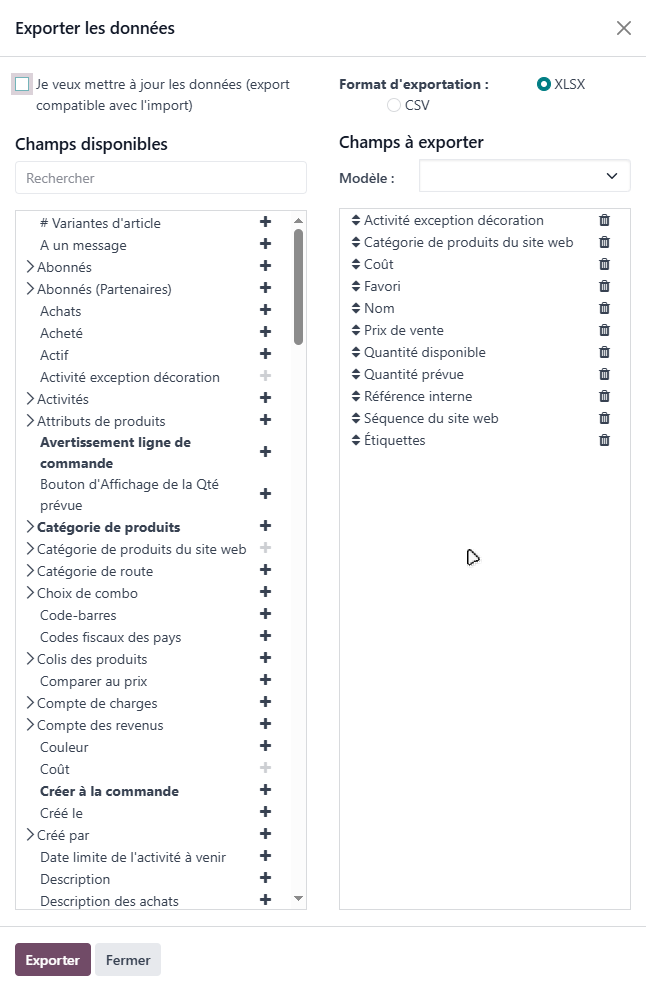 Exporter les données
Je veux mettre à jour les données (export
compatible avec l'import)
Format d'exportation :
XLSX
CSV
Champs disponibles
Rechercher
# Variantes d'article
A un message
Abonnés
Abonnés (Partenaires)
Achats
Acheté
Actif
Activité exception décoration
Activités
Attributs de produits
Avertissement ligne de
commande
Bouton d'Affichage de la Qté
prévue
Catégorie de produits
Catégorie de produits du site web
Catégorie de route
Choix de combo
Code-barres
Codes fiscaux des pays
Colis des produits
Comparer au prix
Compte de charges
Compte des revenus
Couleur
Coût
Créer à la commande
Créé le
Créé par
Date limite de l'activité à venir
Description
Description des achats
Champs à exporter
Modèle :
Activité exception décoration
Catégorie de produits du site web
Coût
Favori
Nom
Prix de vente
Quantité disponible
Quantité prévue
Référence interne
Séquence du site web
Étiquettes
Exporter
Fermer